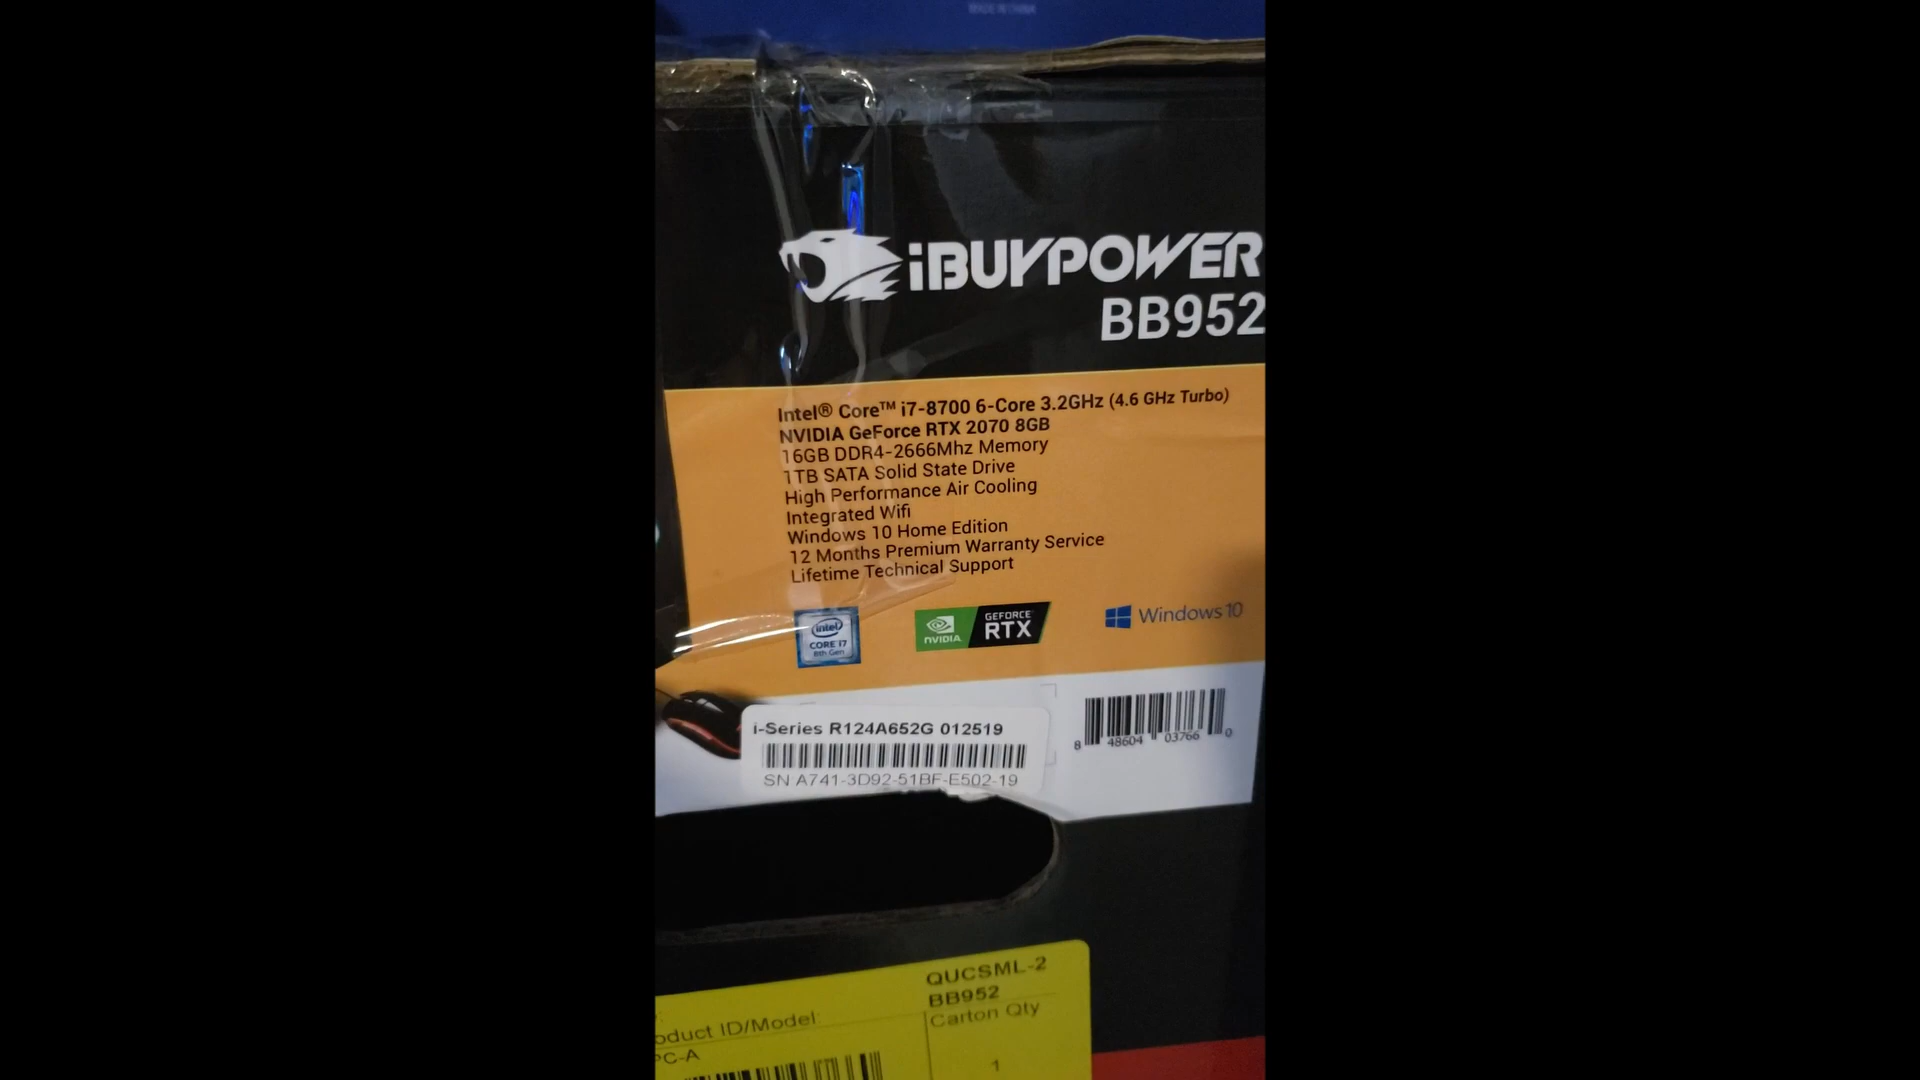 MADE IN CHINA
iBUYPOWER
BB952
Intel® Core™ i7-8700 6-Core 3.2GHz (4.6 GHz Turbo)
NVIDIA GeForce RTX 2070 8GB
16GB DDR4-2666Mhz Memory
1TB SATA Solid State Drive
High Performance Air Cooling
Integrated Wifi
Windows 10 Home Edition
12 Months Premium Warranty Service
Lifetime Technical Support
intel
CORE i7
8th Gen
NVIDIA
GEFORCE
RTX
Windows 10
i-Series R124A652G 012519
SN A741-3D92-51BF-E502-19
8 48604 03766 0
QUCSML-2
BB952
oduct ID/Model:
Carton Qty
PC-A
1